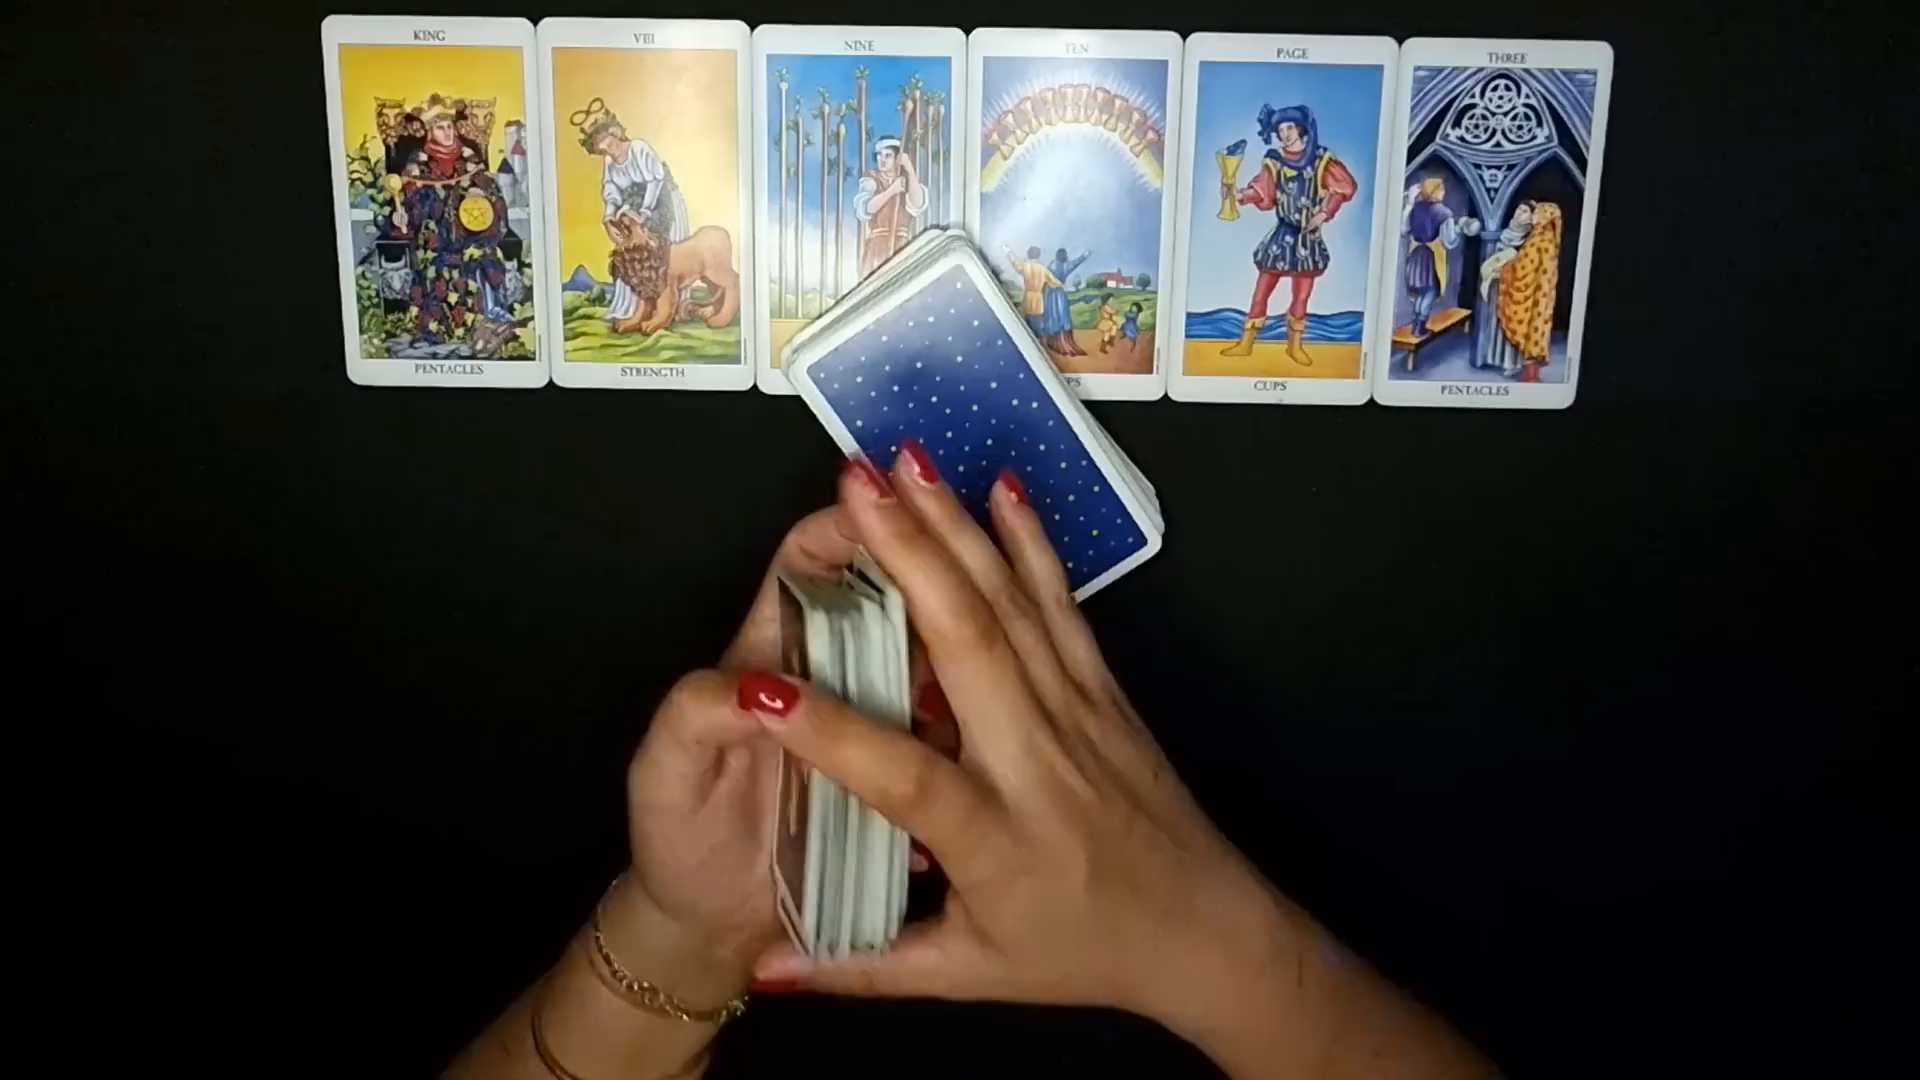 KING
VIII
NINE
TEN
PAGE
THREE
PENTACLES
STRENGTH
CUPS
PENTACLES